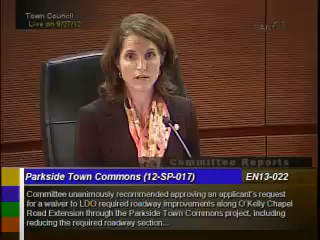 Town Council
Live on 9/27/12
Committee Reports
Parkside Town Commons (12-SP-017)
EN13-022
Committee unanimously recommended approving an applicant's request
for a waiver to LDO required roadway improvements along O'Kelly Chapel
Road Extension through the Parkside Town Commons project, including
reducing the required roadway section...